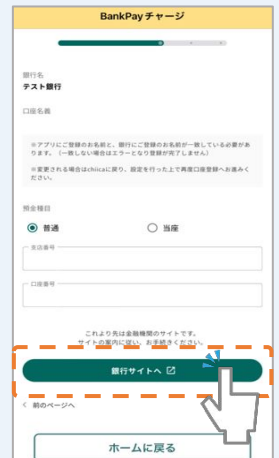 BankPay チャージ
銀行名
テスト銀行
口座名義
※アプリにご登録のお名前と、銀行にご登録のお名前が一致している必要があ
ります。（一致しない場合はエラーとなり登録が完了しません）
※変更される場合はchiicaに戻り、設定を行った上で再度口座登録へお進みく
ださい。
預金種目
普通
当座
支店番号
口座番号
これより先は金融機関のサイトです。
サイトの案内に従い、お手続きください。
銀行サイトへ
< 前のページへ
ホームに戻る